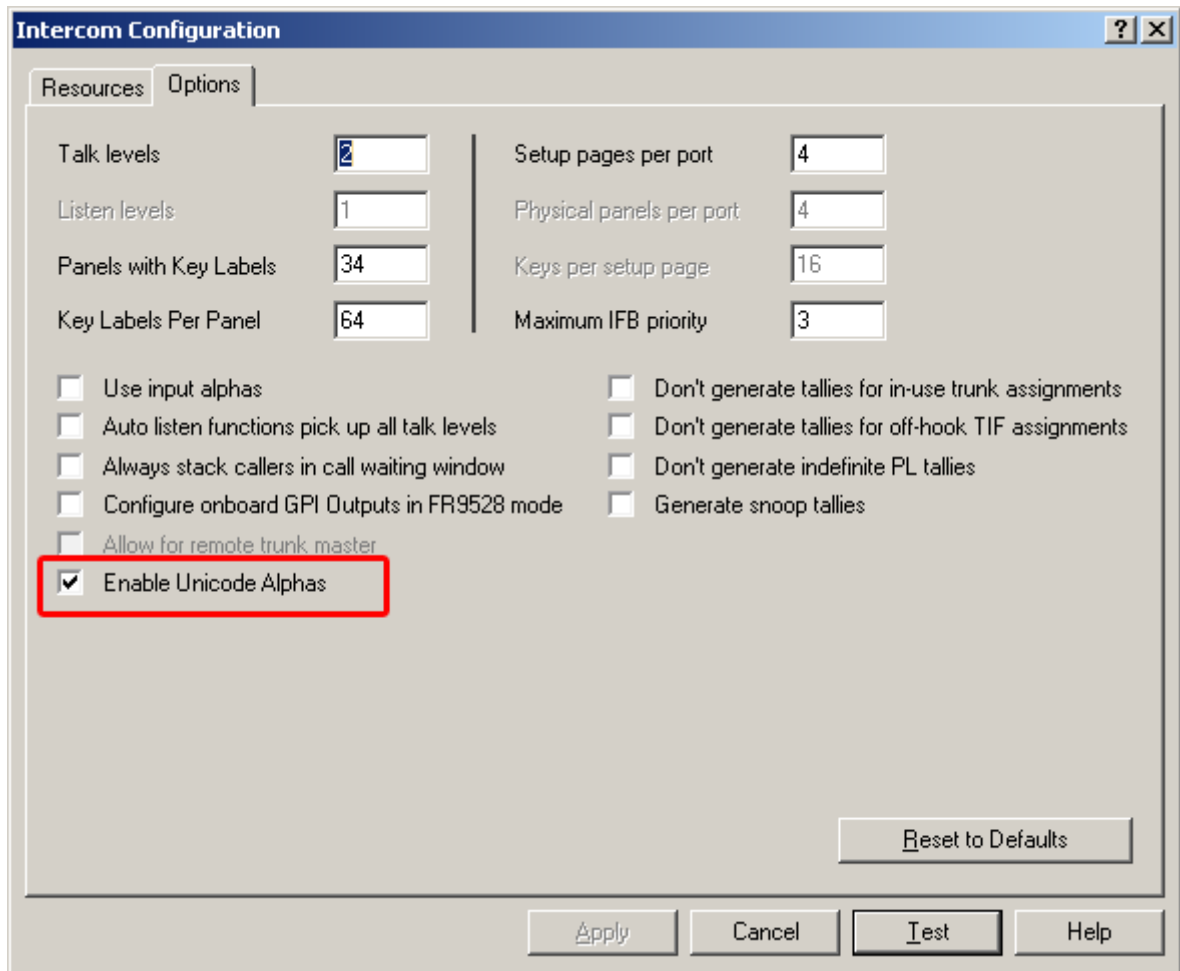 Intercom Configuration
Resources Options
Talk levels 2 Setup pages per port 4
Listen levels 1 Physical panels per port 4
Panels with Key Labels 34 Keys per setup page 16
Key Labels Per Panel 64 Maximum IFB priority 3
Use input alphas Don't generate tallies for in-use trunk assignments
Auto listen functions pick up all talk levels Don't generate tallies for off-hook TIF assignments
Always stack callers in call waiting window Don't generate indefinite PL tallies
Configure onboard GPI Outputs in FR9528 mode Generate snoop tallies
Allow for remote trunk master
Enable Unicode Alphas
Reset to Defaults
Apply Cancel Test Help